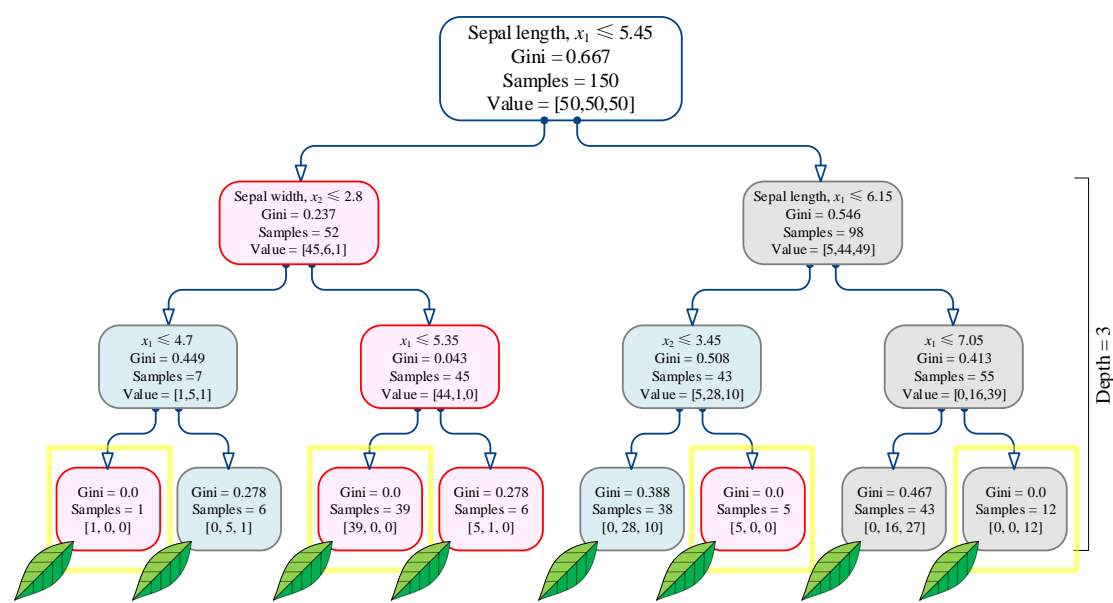 Sepal length, x₁ ≤ 5.45
Gini = 0.667
Samples = 150
Value = [50,50,50]
Sepal width, x₂ ≤ 2.8
Gini = 0.237
Samples = 52
Value = [45,6,1]
Sepal length, x₁ ≤ 6.15
Gini = 0.546
Samples = 98
Value = [5,44,49]
x₁ ≤ 4.7
Gini = 0.449
Samples =7
Value = [1,5,1]
x₁ ≤ 5.35
Gini = 0.043
Samples = 45
Value = [44,1,0]
x₂ ≤ 3.45
Gini = 0.508
Samples = 43
Value = [5,28,10]
x₁ ≤ 7.05
Gini = 0.413
Samples = 55
Value = [0,16,39]
Gini = 0.0
Samples = 1
[1, 0, 0]
Gini = 0.278
Samples = 6
[0, 5, 1]
Gini = 0.0
Samples = 39
[39, 0, 0]
Gini = 0.278
Samples = 6
[5, 1, 0]
Gini = 0.388
Samples = 38
[0, 28, 10]
Gini = 0.0
Samples = 5
[5, 0, 0]
Gini = 0.467
Samples = 43
[0, 16, 27]
Gini = 0.0
Samples = 12
[0, 0, 12]
Depth = 3